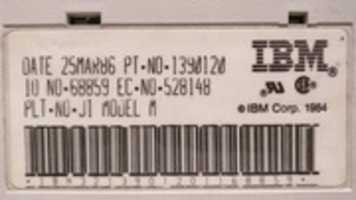 IBM
DATE 25MAR86 PT-NO-1390120
ID NO-68859 EC-NO-528148
PLT-NO-J1 MODEL M
© IBM Corp. 1984